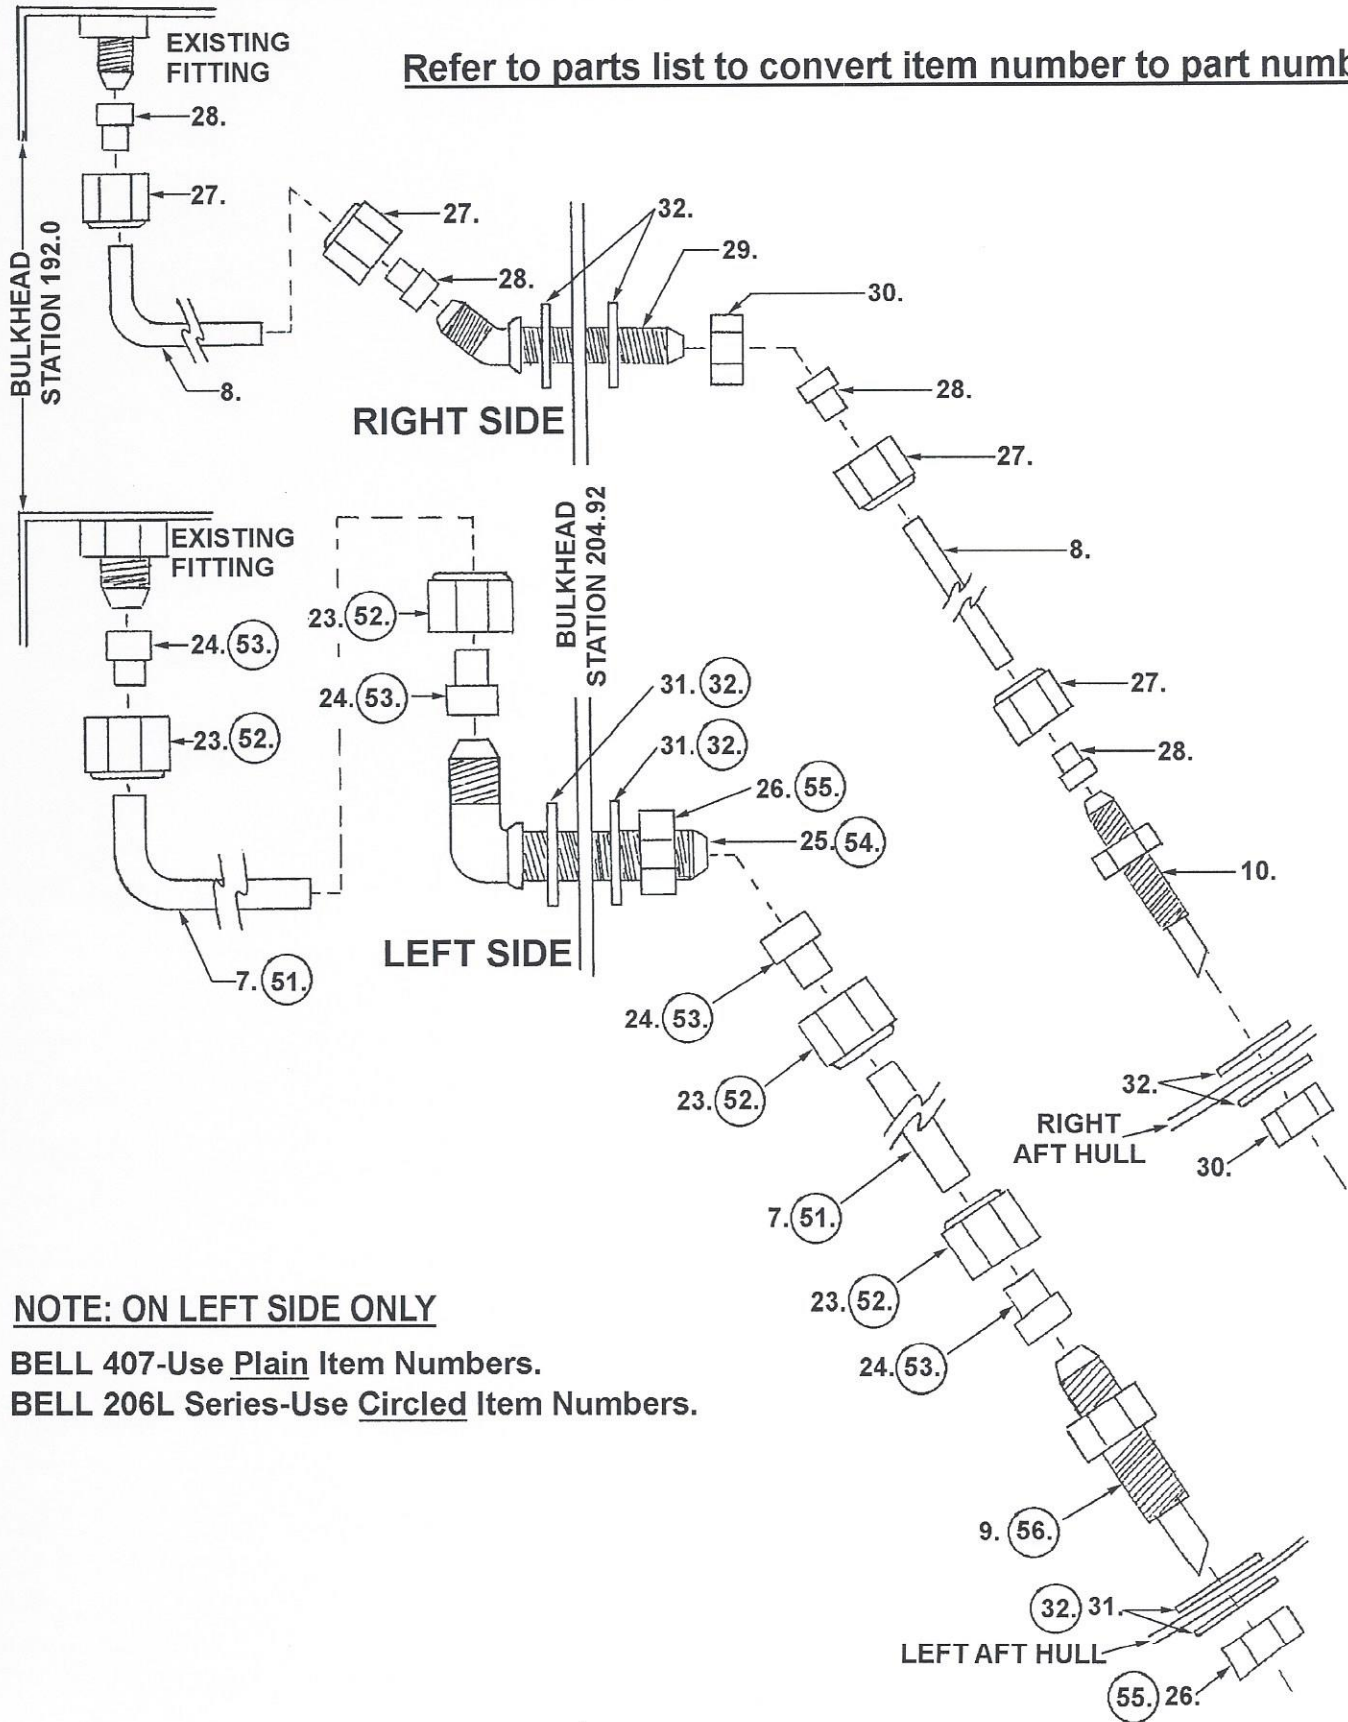 Refer to parts list to convert item number to part numb
EXISTING
FITTING
28.
27.
BULKHEAD
STATION 192.0
8.
27.
28.
32.
29.
30.
RIGHT SIDE
28.
27.
8.
27.
28.
10.
32.
RIGHT
AFT HULL
30.
EXISTING
FITTING
24. 53.
23. 52.
7. 51.
23. 52.
24. 53.
BULKHEAD
STATION 204.92
31. 32.
31. 32.
26. 55.
25. 54.
LEFT SIDE
24. 53.
23. 52.
7. 51.
23. 52.
24. 53.
9. 56.
32. 31.
LEFT AFT HULL
55. 26.
NOTE: ON LEFT SIDE ONLY
BELL 407-Use Plain Item Numbers.
BELL 206L Series-Use Circled Item Numbers.